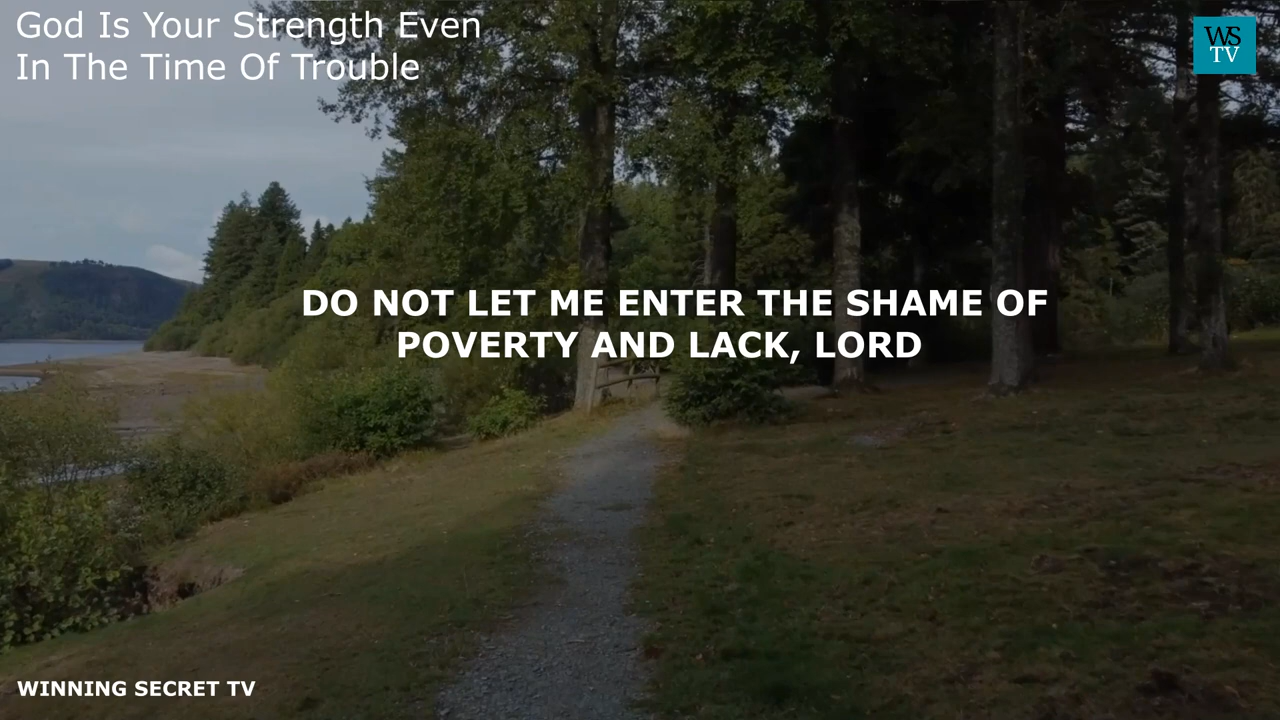 God Is Your Strength Even
In The Time Of Trouble
WS
TV
DO NOT LET ME ENTER THE SHAME OF
POVERTY AND LACK, LORD
WINNING SECRET TV